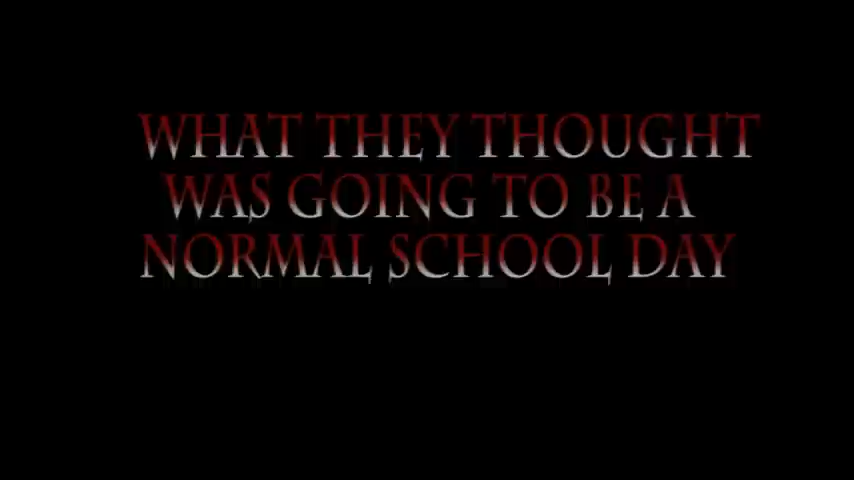 WHAT THEY THOUGHT
WAS GOING TO BE A
NORMAL SCHOOL DAY